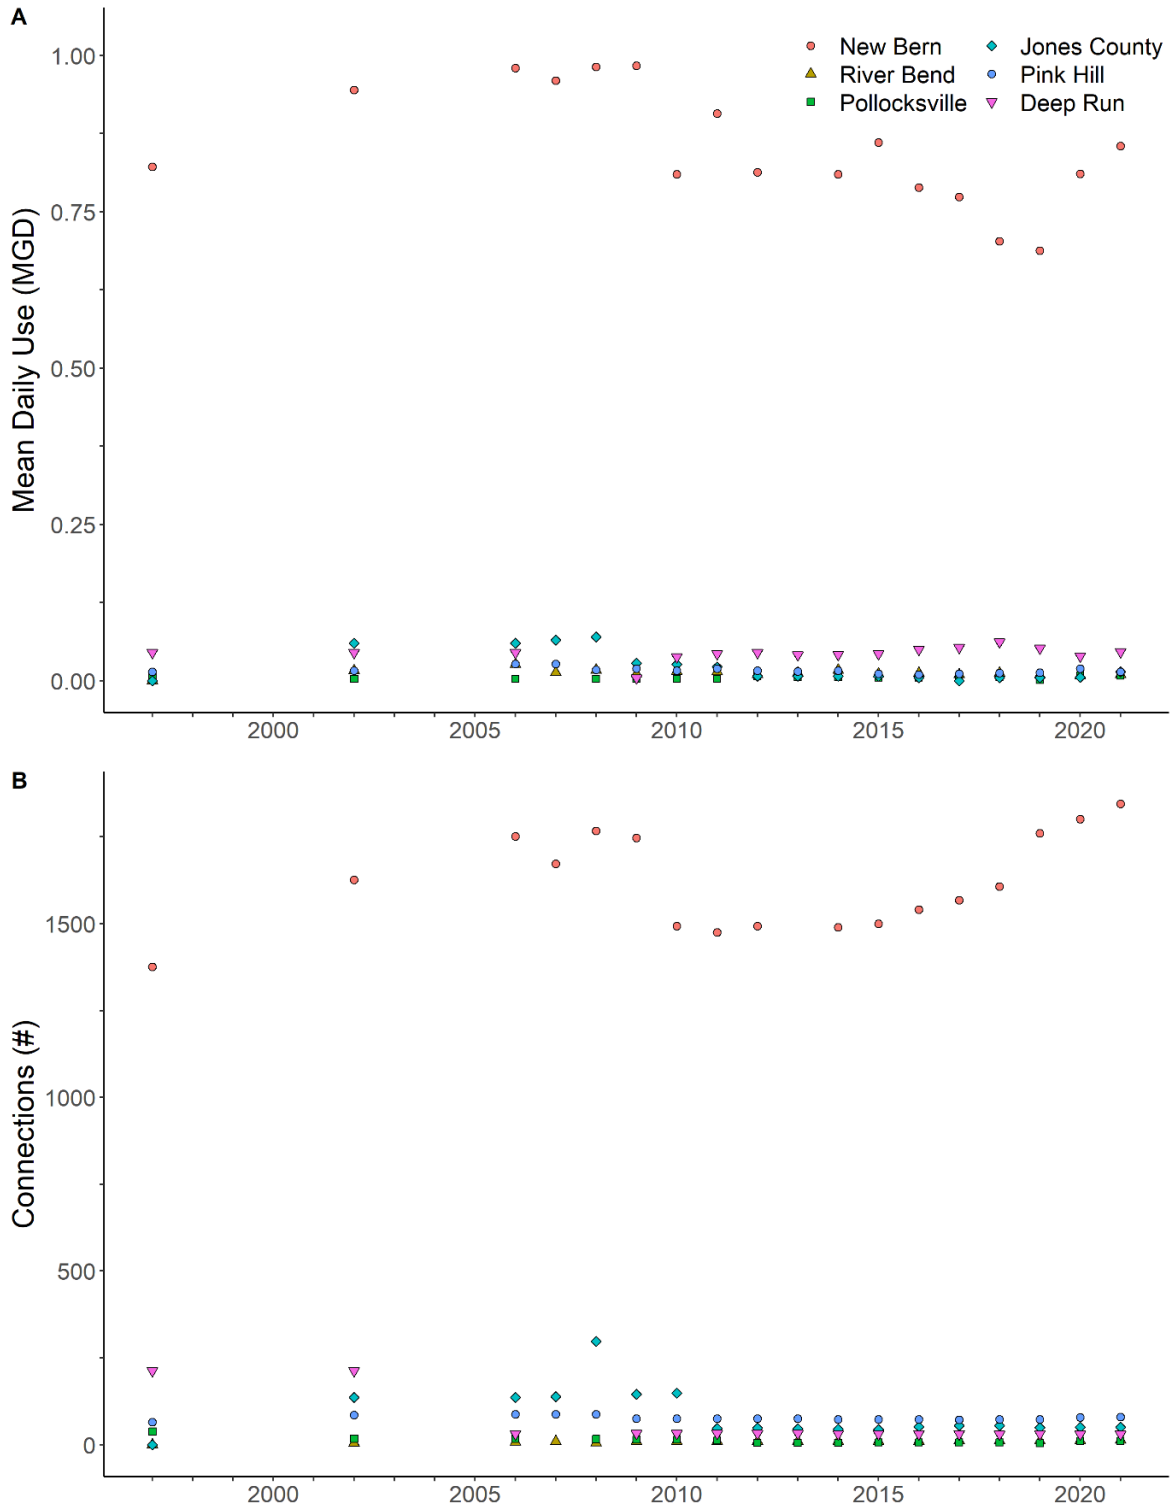 A
New Bern
River Bend
Pollocksville
Jones County
Pink Hill
Deep Run
Mean Daily Use (MGD)
1.00
0.75
0.50
0.25
0.00
2000 2005 2010 2015 2020
B
Connections (#)
1500
1000
500
0
2000 2005 2010 2015 2020